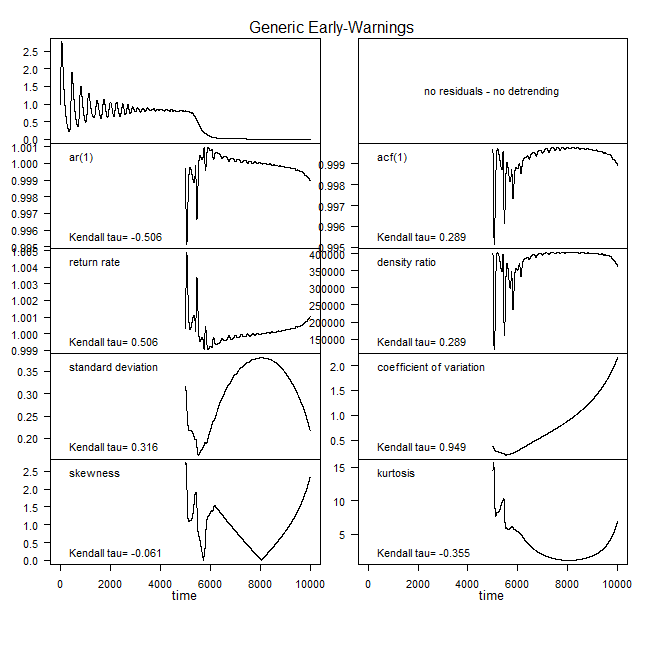 Generic Early-Warnings
2.5
2.0
1.5
1.0
0.5
0.0
no residuals - no detrending
1.001
1.000
0.999
0.998
0.997
0.996
0.995
ar(1)
Kendall tau= -0.506
0.999
0.998
0.997
0.996
0.995
acf(1)
Kendall tau= 0.289
1.005
1.004
1.003
1.002
1.001
1.000
0.999
return rate
Kendall tau= 0.506
400000
350000
300000
250000
200000
150000
density ratio
Kendall tau= 0.289
0.35
0.30
0.25
0.20
standard deviation
Kendall tau= 0.316
2.0
1.5
1.0
0.5
coefficient of variation
Kendall tau= 0.949
2.5
2.0
1.5
1.0
0.5
0.0
skewness
Kendall tau= -0.061
15
10
5
kurtosis
Kendall tau= -0.355
0 2000 4000 6000 8000 10000
time
0 2000 4000 6000 8000 10000
time